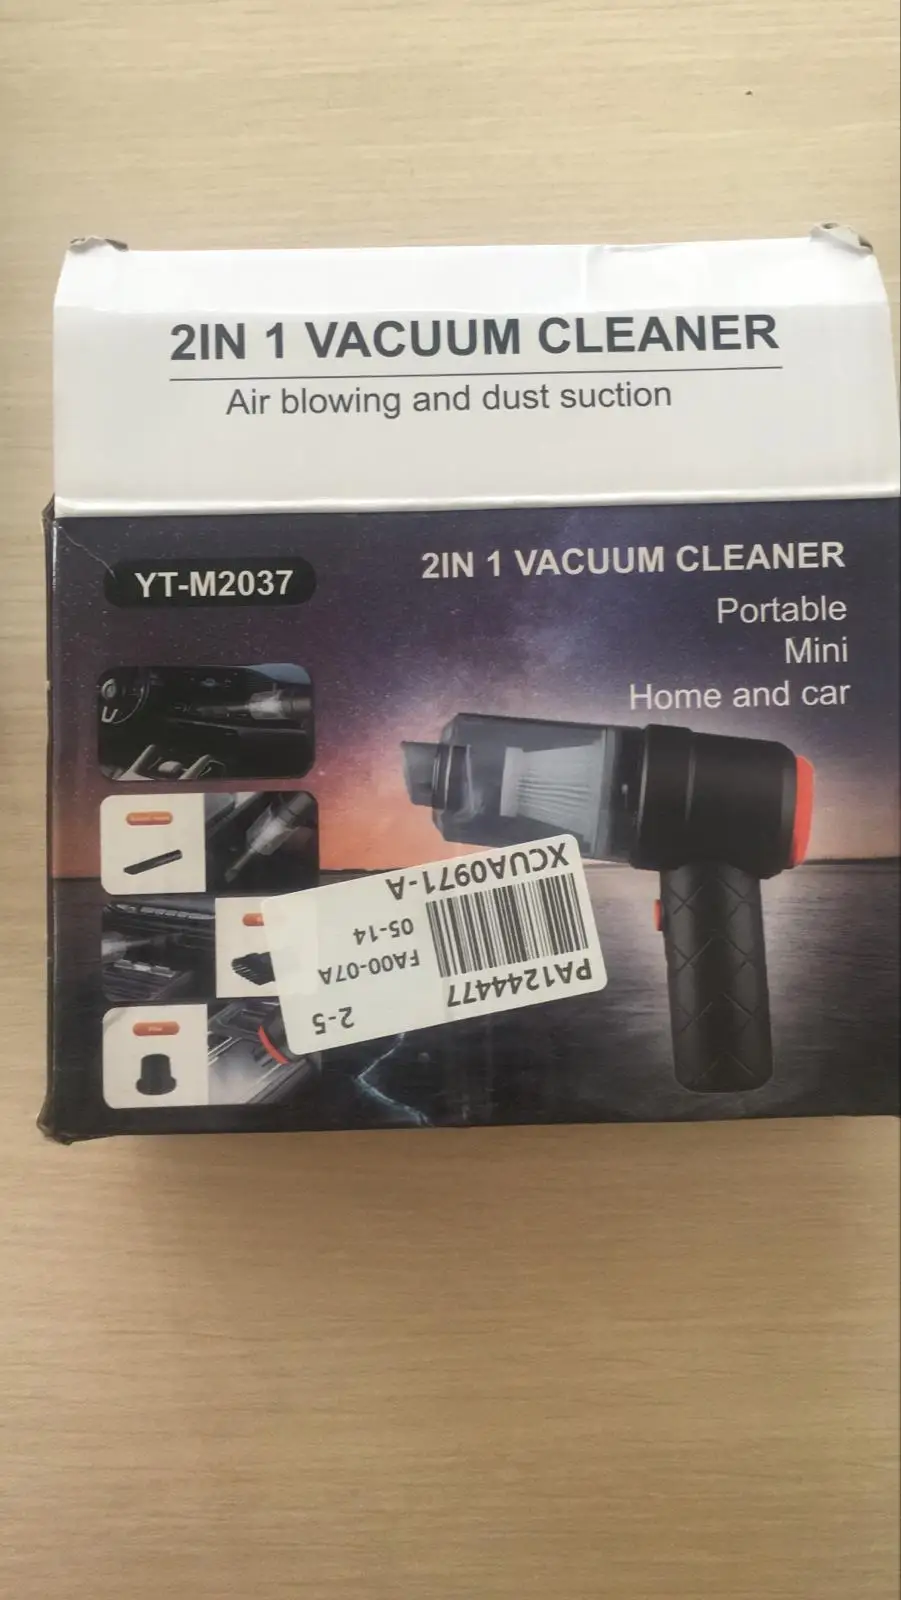 2IN 1 VACUUM CLEANER
Air blowing and dust suction
YT-M2037
2IN 1 VACUUM CLEANER
Portable
Mini
Home and car
PA1244477
2-5
FA00-07A
05-14
XCUA0971-A